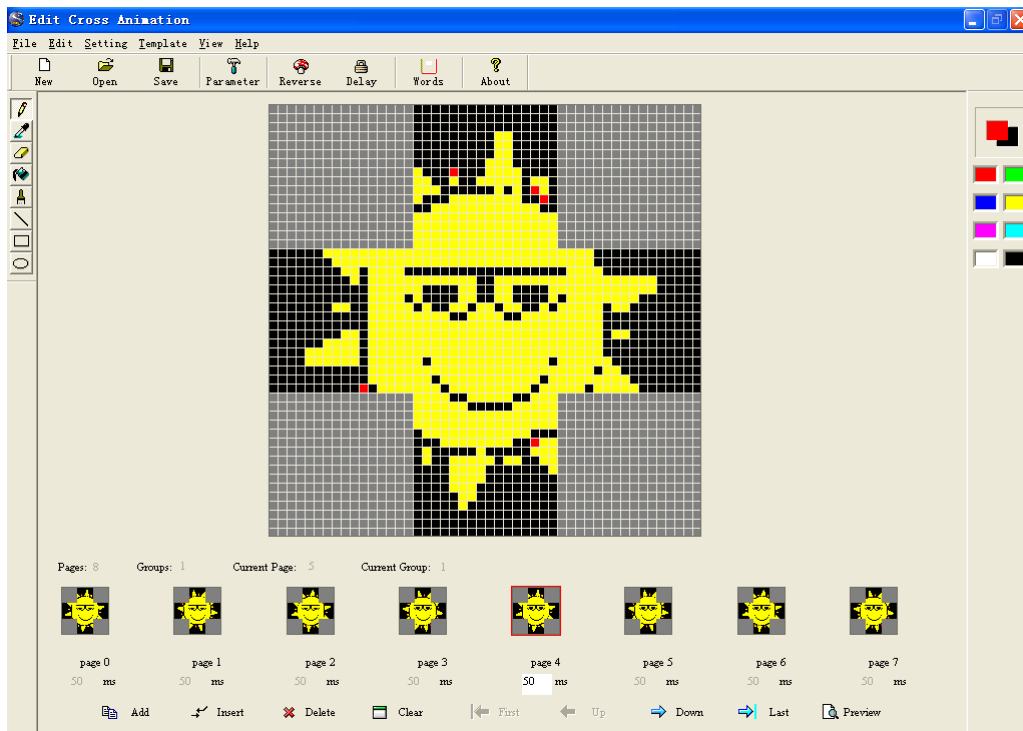 Edit Cross Animation
File Edit Setting Template View Help
New Open Save Parameter Reverse Delay Words About
Pages: 8 Groups: 1 Current Page: 5 Current Group: 1
page 0 page 1 page 2 page 3 page 4 page 5 page 6 page 7
50 ms 50 ms 50 ms 50 ms 50 ms 50 ms 50 ms 50 ms
Add Insert Delete Clear First Up Down Last Preview